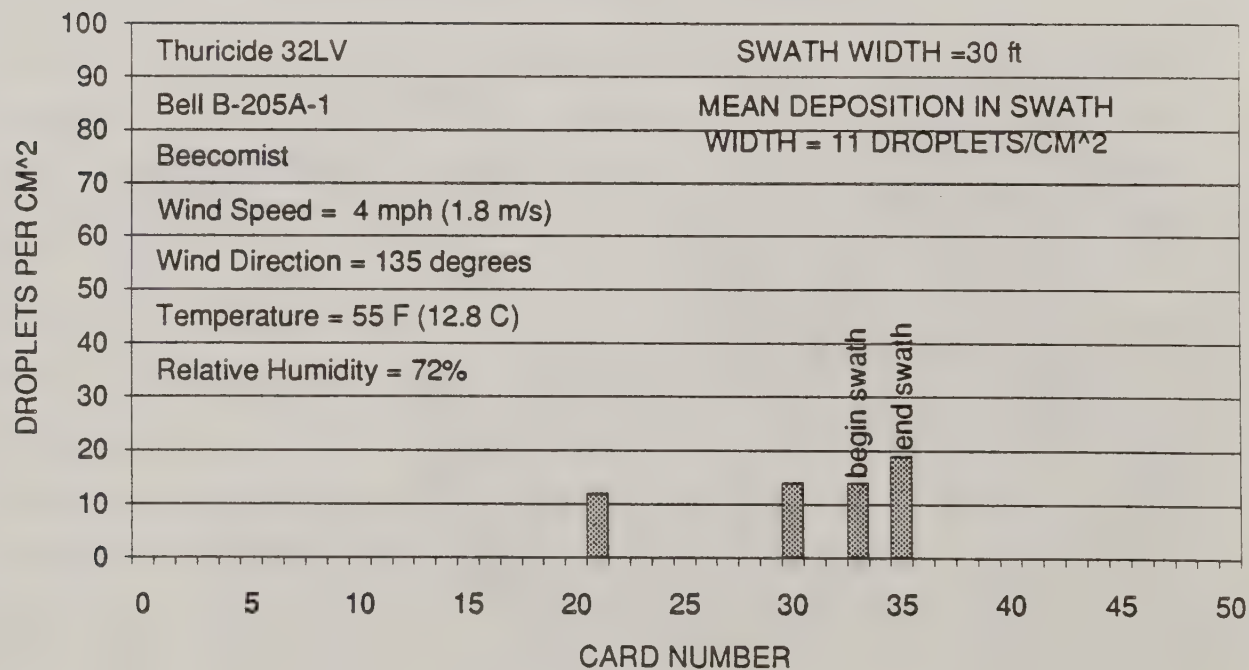 DROPLETS PER CM^2
100
90
80
70
60
50
40
30
20
10
0
Thuricide 32LV
Bell B-205A-1
Beecomist
Wind Speed = 4 mph (1.8 m/s)
Wind Direction = 135 degrees
Temperature = 55 F (12.8 C)
Relative Humidity = 72%
SWATH WIDTH =30 ft
MEAN DEPOSITION IN SWATH
WIDTH = 11 DROPLETS/CM^2
begin swath
end swath
0 5 10 15 20 25 30 35 40 45 50
CARD NUMBER